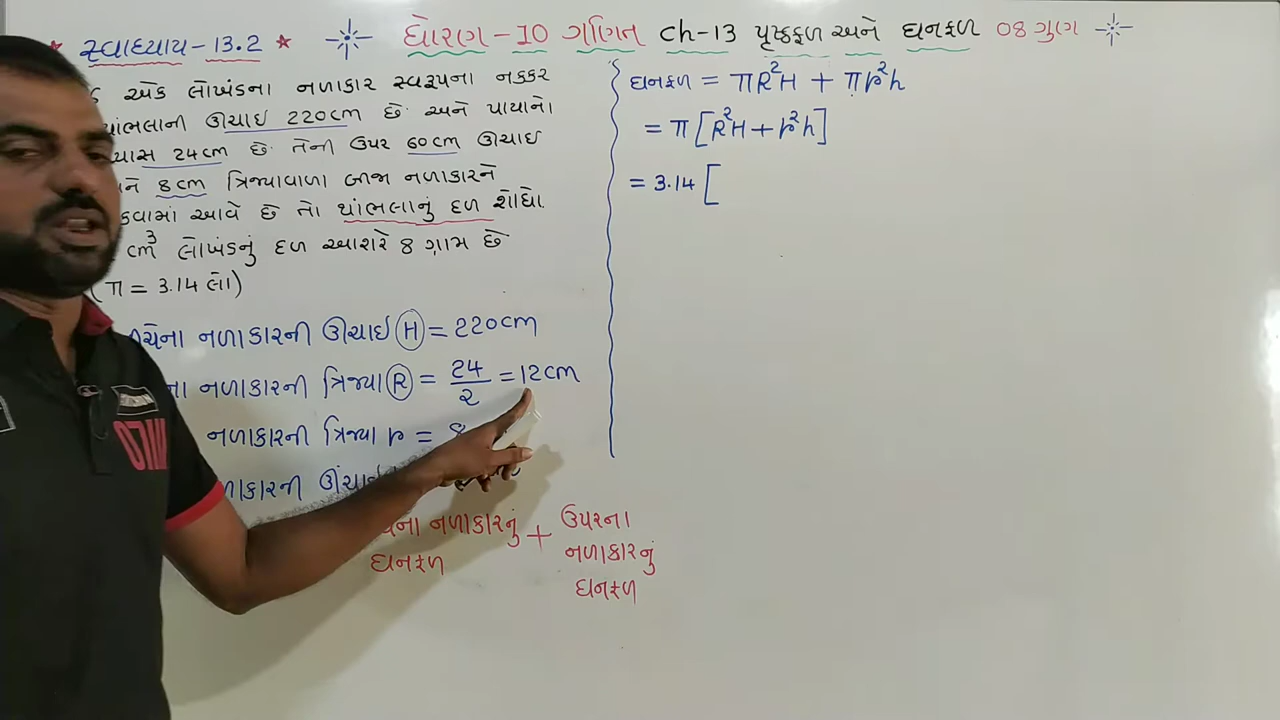 ★ સ્વાધ્યાય - 13.2 ★ ધોરણ - 10 ગણિત ch-13 પૃષ્ઠફળ અને ઘનફળ 08 ગુણ
એક લોખંડના નળાકાર સ્વરૂપના નક્કર
થાંભલાની ઊંચાઇ 220cm છે. અને પાયાનો
વ્યાસ 24cm છે. તેની ઉપર 60cm ઊંચાઇ
અને 8cm ત્રિજ્યાવાળા બીજા નળાકારને
મૂકવામાં આવે છે તો થાંભલાનું દળ શોધો.
cm³ લોખંડનું દળ આશરે 8 ગ્રામ છે
(π = 3.14 લો)
નીચેના નળાકારની ઊંચાઇ (H) = 220cm
ના નળાકારની ત્રિજ્યા (R) = 24/2 = 12cm
નળાકારની ત્રિજ્યા r = 8
નળાકારની ઊંચાઇ
નીચેના નળાકારનું ઘનફળ + ઉપરના નળાકારનું ઘનફળ
ઘનફળ = πR²H + πr²h
= π[R²H + r²h]
= 3.14 [